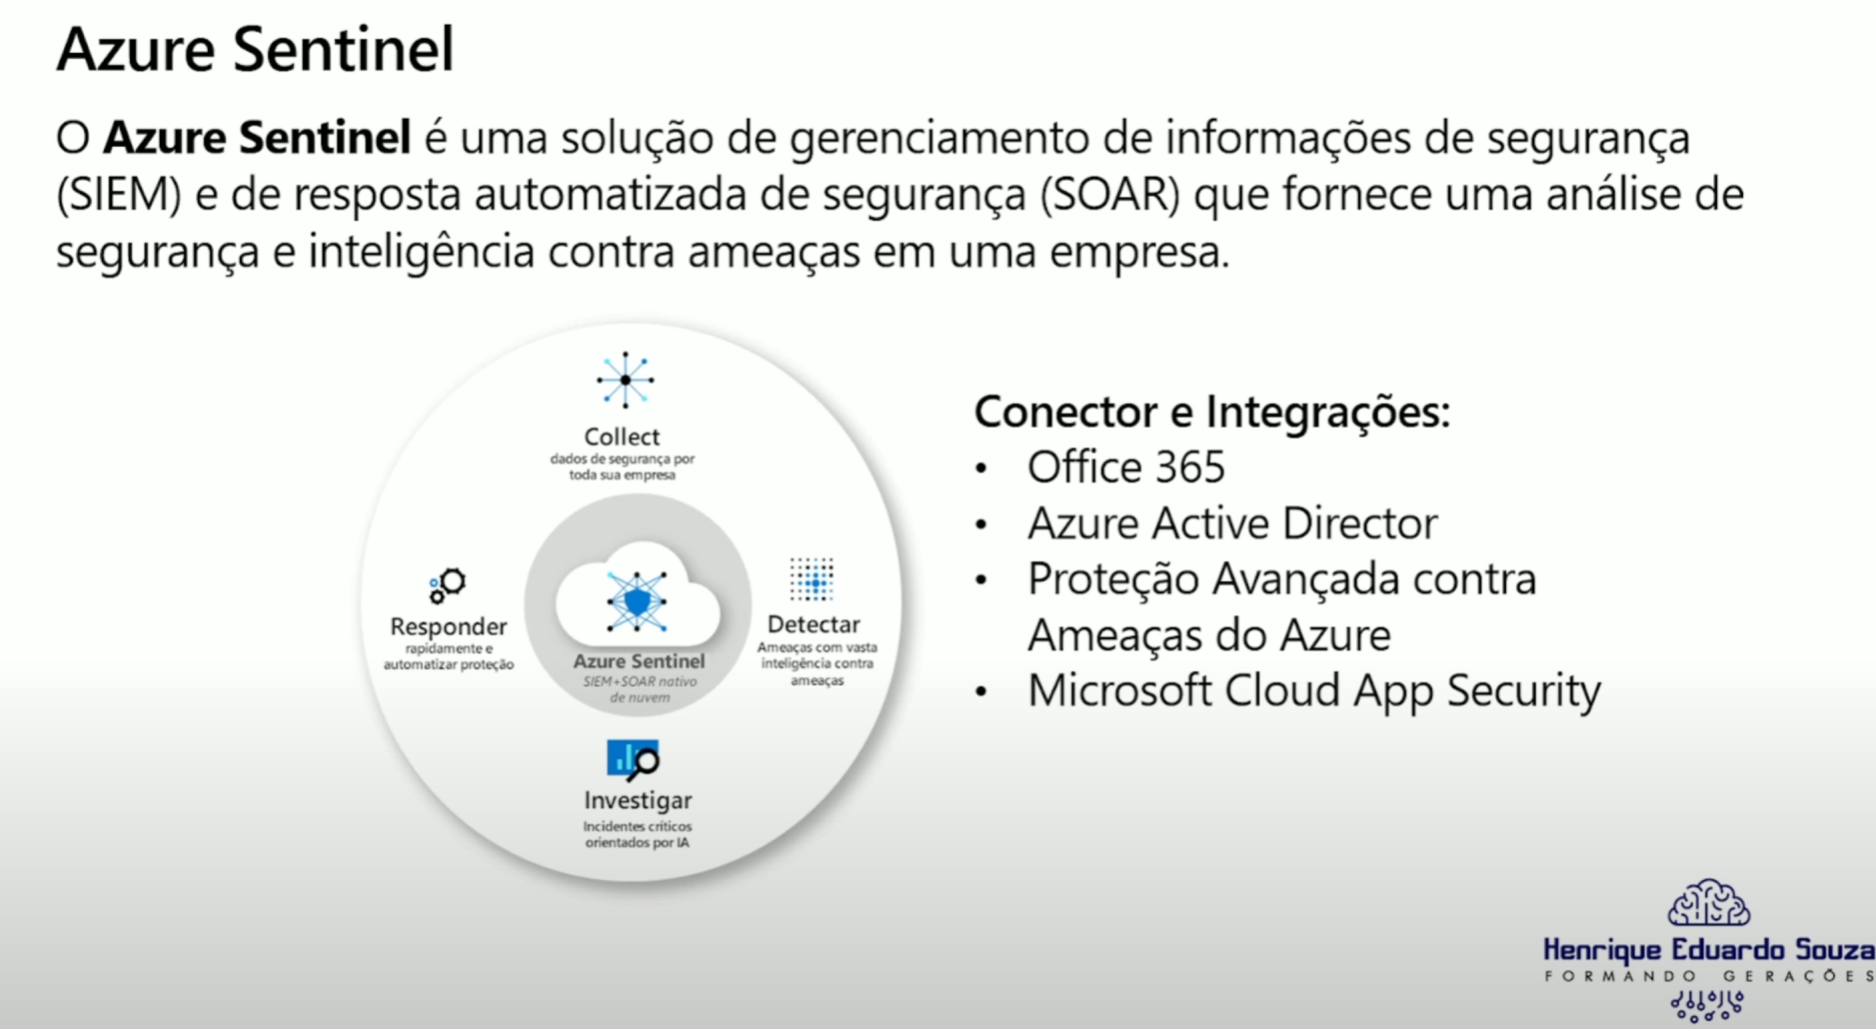 Azure Sentinel
O Azure Sentinel é uma solução de gerenciamento de informações de segurança
(SIEM) e de resposta automatizada de segurança (SOAR) que fornece uma análise de
segurança e inteligência contra ameaças em uma empresa.
Collect
dados de segurança por
toda sua empresa
Responder
rapidamente e
automatizar proteção
Azure Sentinel
SIEM+SOAR nativo
de nuvem
Detectar
Ameaças com vasta
inteligência contra
ameaças
Investigar
Incidentes críticos
orientados por IA
Conector e Integrações:
• Office 365
• Azure Active Director
• Proteção Avançada contra
Ameaças do Azure
• Microsoft Cloud App Security
Henrique Eduardo Souza
FORMANDO GERAÇÕES